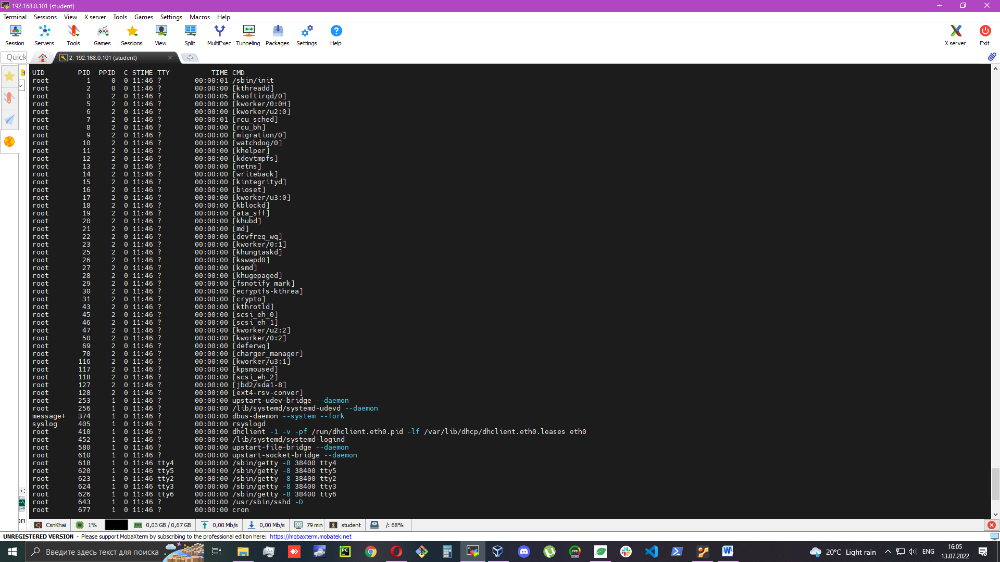 192.168.0.101 (student)
Terminal Sessions View X server Tools Games Settings Macros Help
Session Servers Tools Games Sessions View Split MultiExec Tunneling Packages Settings Help X server Exit
Quick
2. 192.168.0.101 (student)
UID PID PPID C STIME TTY TIME CMD
root 1 0 0 11:46 ? 00:00:01 /sbin/init
root 2 0 0 11:46 ? 00:00:00 [kthreadd]
root 3 2 0 11:46 ? 00:00:05 [ksoftirqd/0]
root 5 2 0 11:46 ? 00:00:00 [kworker/0:0H]
root 6 2 0 11:46 ? 00:00:00 [kworker/u2:0]
root 7 2 0 11:46 ? 00:00:01 [rcu_sched]
root 8 2 0 11:46 ? 00:00:00 [rcu_bh]
root 9 2 0 11:46 ? 00:00:00 [migration/0]
root 10 2 0 11:46 ? 00:00:00 [watchdog/0]
root 11 2 0 11:46 ? 00:00:00 [khelper]
root 12 2 0 11:46 ? 00:00:00 [kdevtmpfs]
root 13 2 0 11:46 ? 00:00:00 [netns]
root 14 2 0 11:46 ? 00:00:00 [writeback]
root 15 2 0 11:46 ? 00:00:00 [kintegrityd]
root 16 2 0 11:46 ? 00:00:00 [bioset]
root 17 2 0 11:46 ? 00:00:00 [kworker/u3:0]
root 18 2 0 11:46 ? 00:00:00 [kblockd]
root 19 2 0 11:46 ? 00:00:00 [ata_sff]
root 20 2 0 11:46 ? 00:00:00 [khubd]
root 21 2 0 11:46 ? 00:00:00 [md]
root 22 2 0 11:46 ? 00:00:00 [devfreq_wq]
root 23 2 0 11:46 ? 00:00:00 [kworker/0:1]
root 25 2 0 11:46 ? 00:00:00 [khungtaskd]
root 26 2 0 11:46 ? 00:00:00 [kswapd0]
root 27 2 0 11:46 ? 00:00:00 [ksmd]
root 28 2 0 11:46 ? 00:00:00 [khugepaged]
root 29 2 0 11:46 ? 00:00:00 [fsnotify_mark]
root 30 2 0 11:46 ? 00:00:00 [ecryptfs-kthrea]
root 31 2 0 11:46 ? 00:00:00 [crypto]
root 43 2 0 11:46 ? 00:00:00 [kthrotld]
root 45 2 0 11:46 ? 00:00:00 [scsi_eh_0]
root 46 2 0 11:46 ? 00:00:00 [scsi_eh_1]
root 47 2 0 11:46 ? 00:00:00 [kworker/u2:2]
root 50 2 0 11:46 ? 00:00:00 [kworker/0:2]
root 69 2 0 11:46 ? 00:00:00 [deferwq]
root 70 2 0 11:46 ? 00:00:00 [charger_manager]
root 116 2 0 11:46 ? 00:00:00 [kworker/u3:1]
root 117 2 0 11:46 ? 00:00:00 [kpsmoused]
root 118 2 0 11:46 ? 00:00:00 [scsi_eh_2]
root 127 2 0 11:46 ? 00:00:00 [jbd2/sda1-8]
root 128 2 0 11:46 ? 00:00:00 [ext4-rsv-conver]
root 253 1 0 11:46 ? 00:00:00 upstart-udev-bridge --daemon
root 256 1 0 11:46 ? 00:00:00 /lib/systemd/systemd-udevd --daemon
message+ 374 1 0 11:46 ? 00:00:00 dbus-daemon --system --fork
syslog 405 1 0 11:46 ? 00:00:00 rsyslogd
root 410 1 0 11:46 ? 00:00:00 dhclient -1 -v -pf /run/dhclient.eth0.pid -lf /var/lib/dhcp/dhclient.eth0.leases eth0
root 452 1 0 11:46 ? 00:00:00 /lib/systemd/systemd-logind
root 580 1 0 11:46 ? 00:00:00 upstart-file-bridge --daemon
root 610 1 0 11:46 ? 00:00:00 upstart-socket-bridge --daemon
root 618 1 0 11:46 tty4 00:00:00 /sbin/getty -8 38400 tty4
root 620 1 0 11:46 tty5 00:00:00 /sbin/getty -8 38400 tty5
root 623 1 0 11:46 tty2 00:00:00 /sbin/getty -8 38400 tty2
root 624 1 0 11:46 tty3 00:00:00 /sbin/getty -8 38400 tty3
root 626 1 0 11:46 tty6 00:00:00 /sbin/getty -8 38400 tty6
root 643 1 0 11:46 ? 00:00:00 /usr/sbin/sshd -D
root 677 1 0 11:46 ? 00:00:00 cron
CsnKhai 1% 0,03 GB / 0,67 GB 0,00 Mb/s 0,00 Mb/s 79 min student /: 68%
UNREGISTERED VERSION - Please support MobaXterm by subscribing to the professional edition here: https://mobaxterm.mobatek.net
Введите здесь текст для поиска
20°C Light rain ENG
16:05
13.07.2022